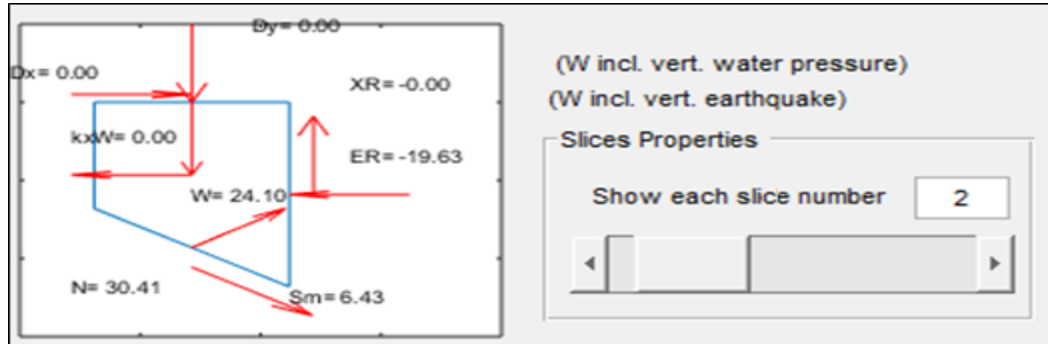 Dy= 0.00
Dx= 0.00
XR= -0.00
kxW= 0.00
ER= -19.63
W= 24.10
N= 30.41
Sm= 6.43
(W incl. vert. water pressure)
(W incl. vert. earthquake)
Slices Properties
Show each slice number 2